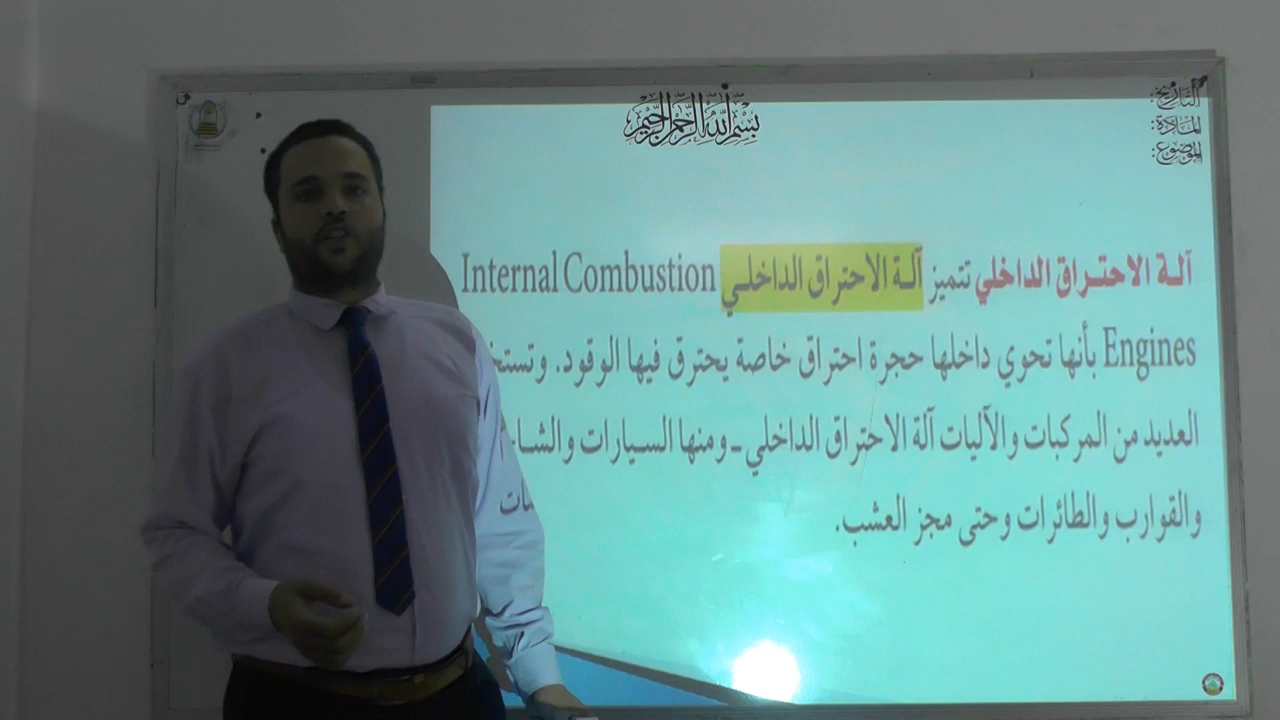 بسم الله الرحمن الرحيم
التاريخ:
المادة:
الموضوع:
آلة الاحتراق الداخلي تتميز آلة الاحتراق الداخلي Internal Combustion
Engines بأنها تحوي داخلها حجرة احتراق خاصة يحترق فيها الوقود. وتستخ
العديد من المركبات والآليات آلة الاحتراق الداخلي - ومنها السيارات والشا
والقوارب والطائرات وحتى مجز العشب.